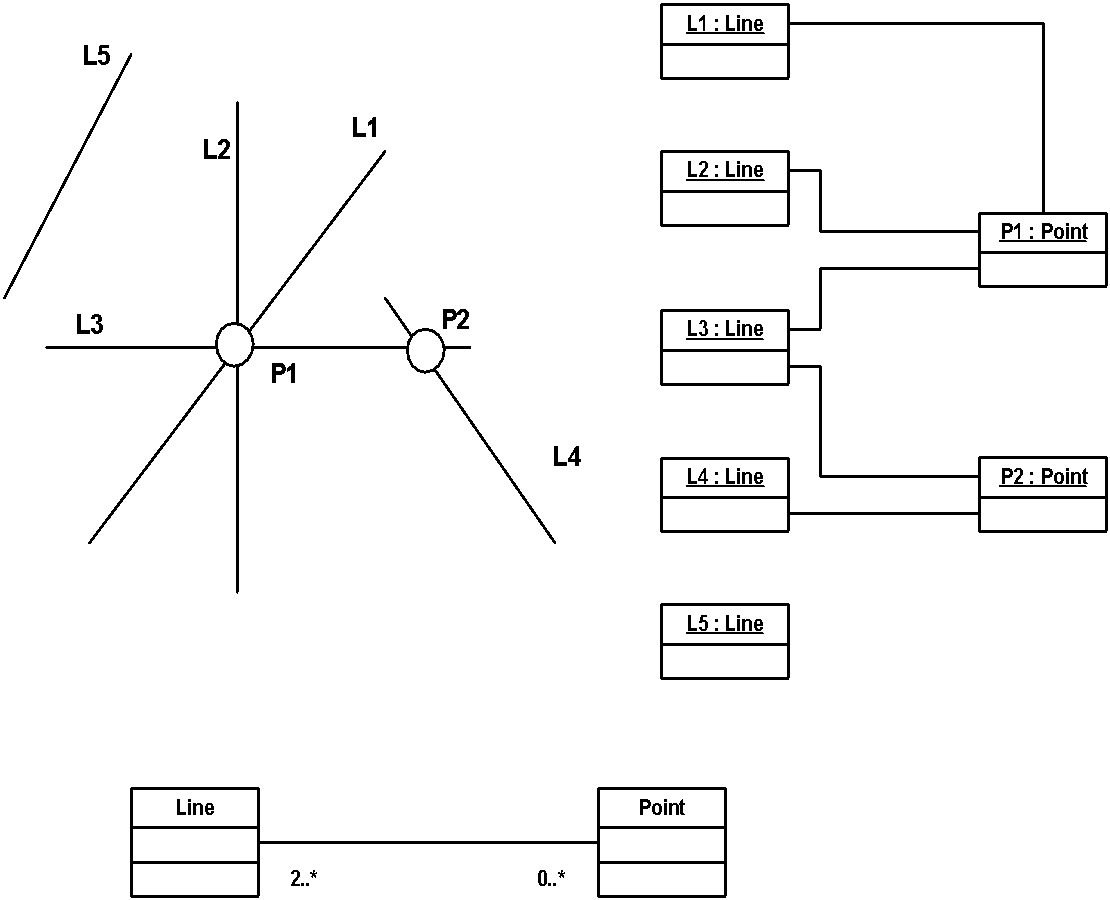 L5
L2
L1
L3
P1
P2
L4
L1 : Line
L2 : Line
P1 : Point
L3 : Line
L4 : Line
P2 : Point
L5 : Line
Line
Point
2..*
0..*